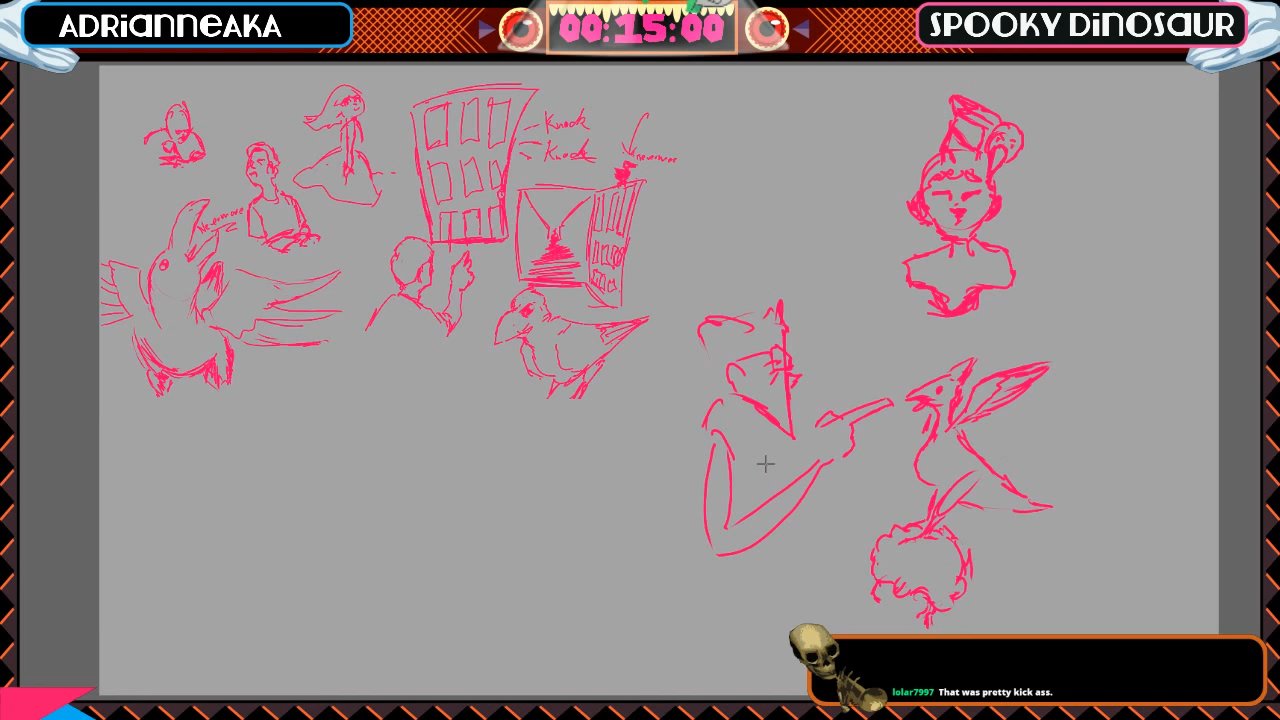 ADRIANNEAKA
00:15:00
SPOOKY DINOSAUR
Knock
Knock
nevermore
Nevermore
lolar7997 That was pretty kick ass.